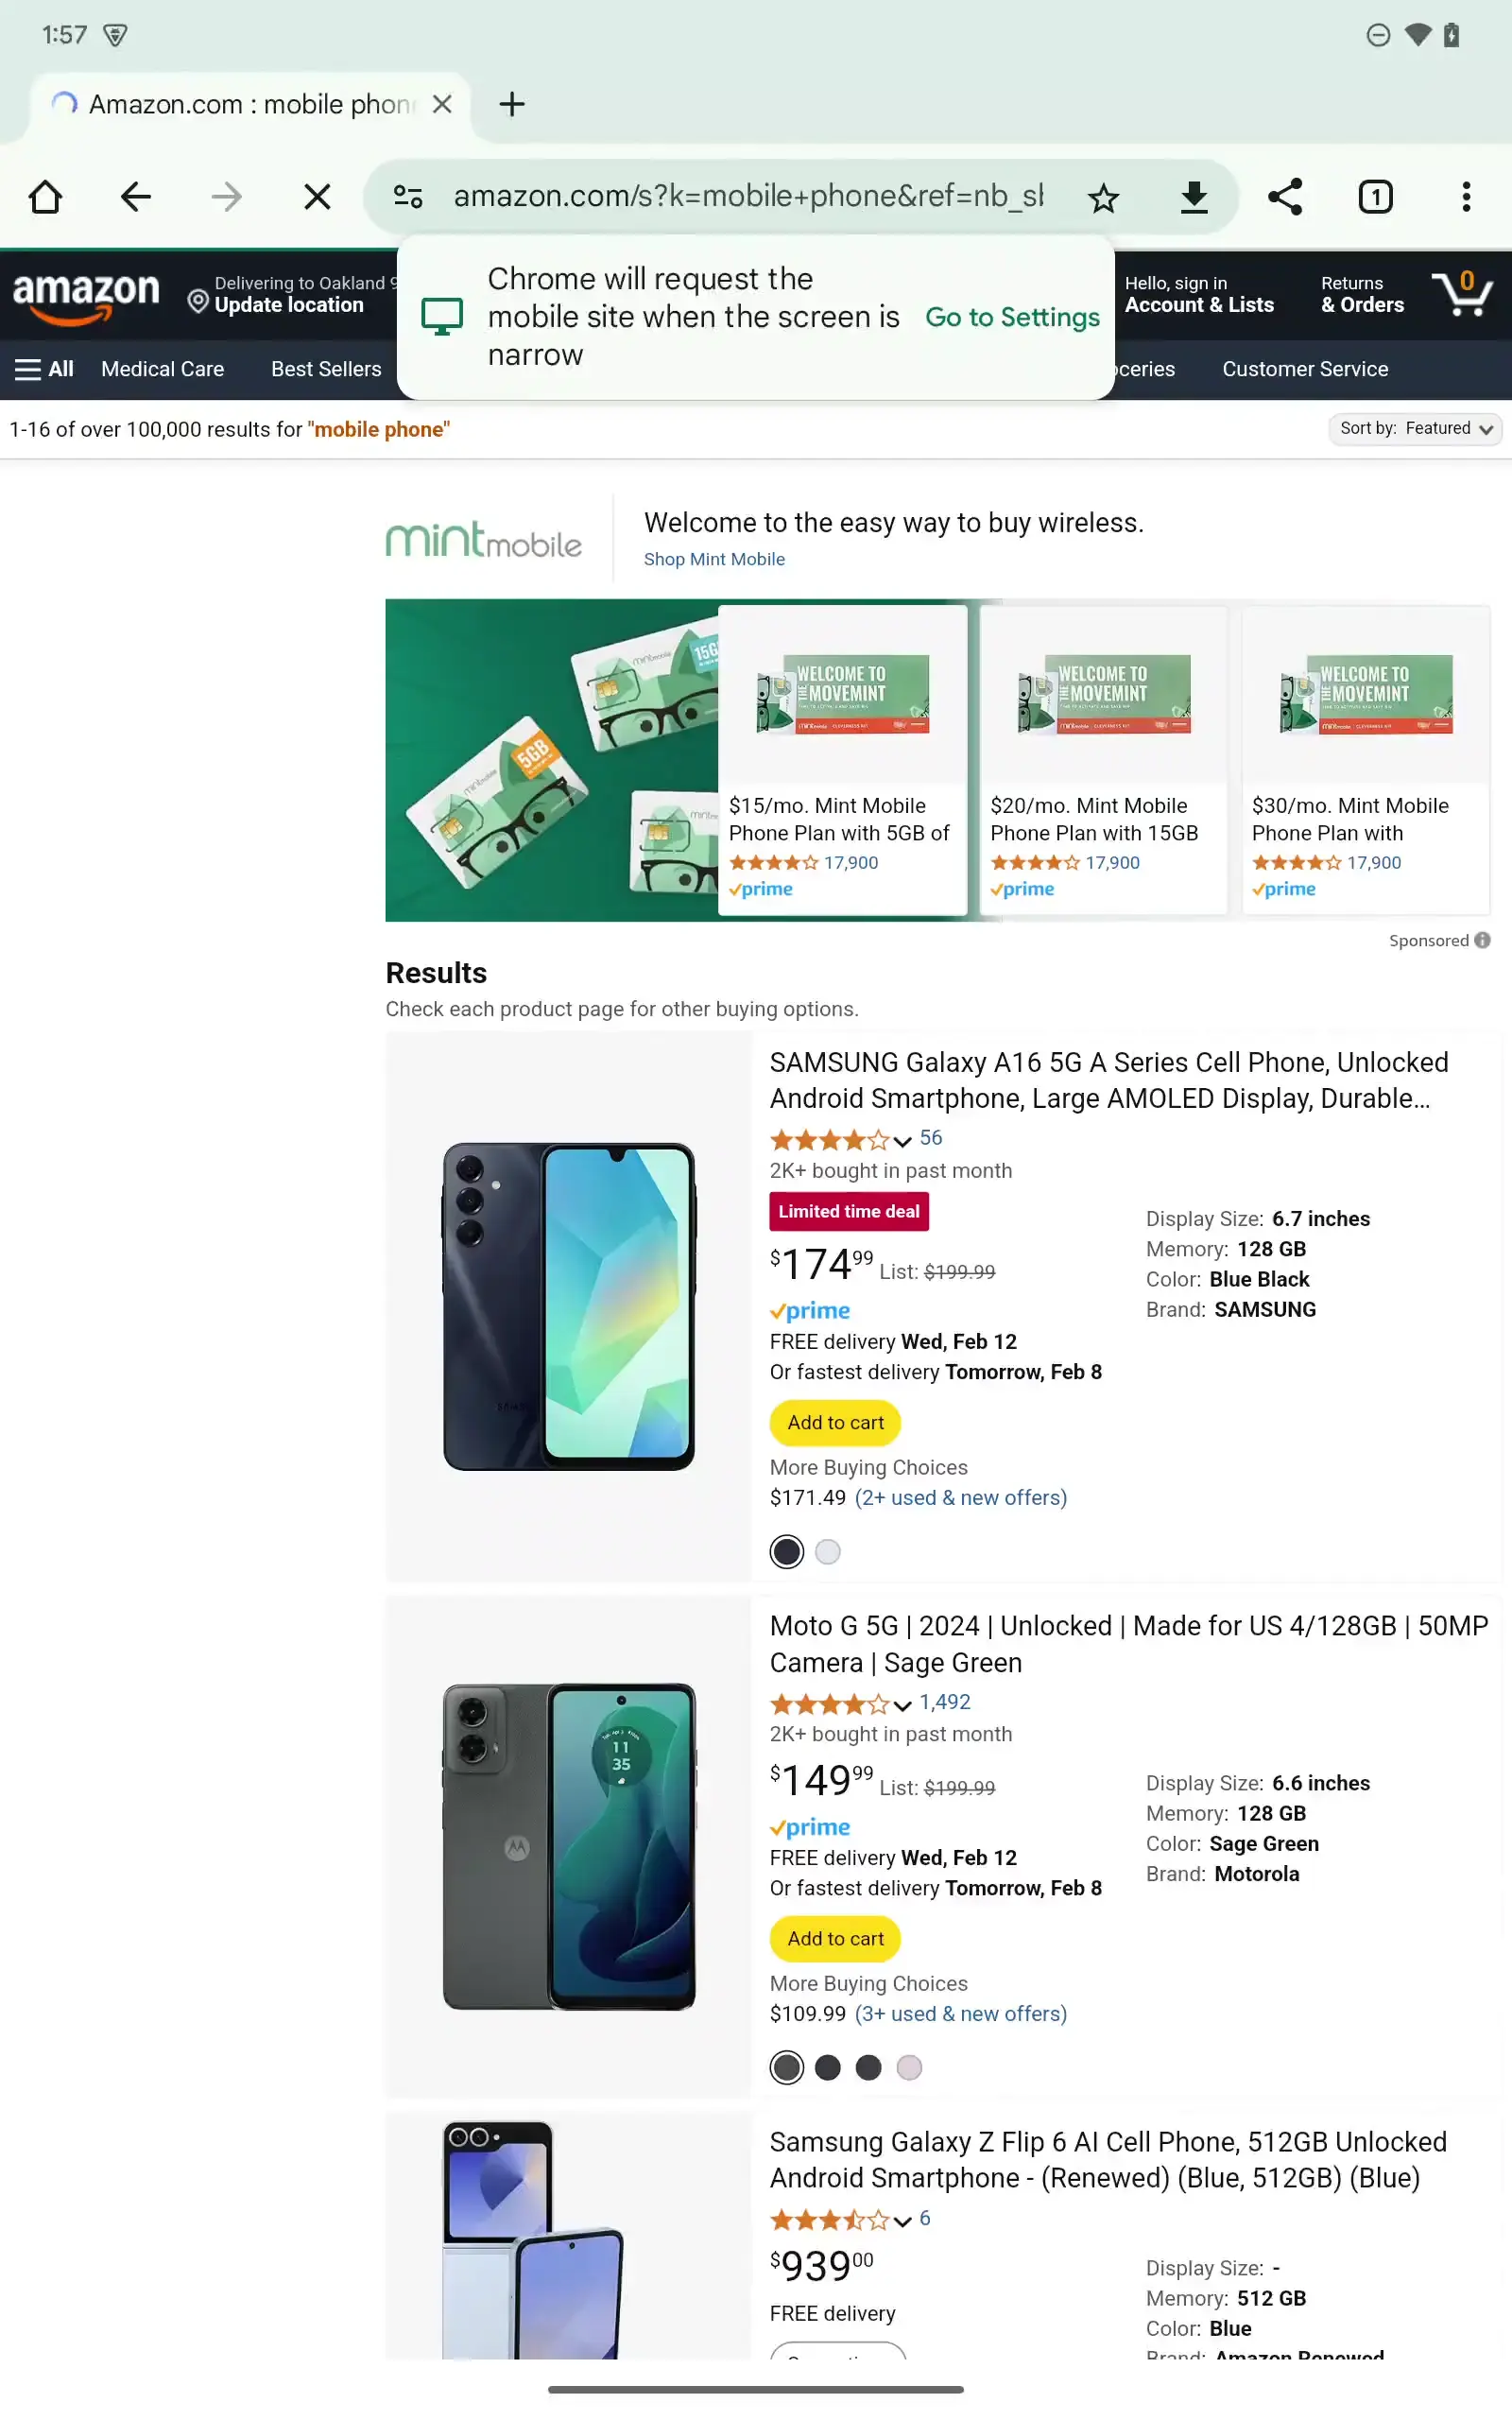 1:57
Amazon.com : mobile phon
amazon.com/s?k=mobile+phone&ref=nb_sl
1
Chrome will request the
mobile site when the screen is
narrow
Go to Settings
amazon
Delivering to Oakland 9
Update location
Hello, sign in
Account & Lists
Returns
& Orders
0
All
Medical Care
Best Sellers
oceries
Customer Service
1-16 of over 100,000 results for "mobile phone"
Sort by: Featured
mintmobile
Welcome to the easy way to buy wireless.
Shop Mint Mobile
15G
5GB
WELCOME TO
THE MOVEMINT
WELCOME TO
THE MOVEMINT
WELCOME TO
THE MOVEMINT
$15/mo. Mint Mobile
Phone Plan with 5GB of
17,900
prime
$20/mo. Mint Mobile
Phone Plan with 15GB
17,900
prime
$30/mo. Mint Mobile
Phone Plan with
17,900
prime
Sponsored
Results
Check each product page for other buying options.
SAMSUNG Galaxy A16 5G A Series Cell Phone, Unlocked
Android Smartphone, Large AMOLED Display, Durable…
56
2K+ bought in past month
Limited time deal
$174.99 List: $199.99
prime
FREE delivery Wed, Feb 12
Or fastest delivery Tomorrow, Feb 8
Add to cart
More Buying Choices
$171.49 (2+ used & new offers)
Display Size: 6.7 inches
Memory: 128 GB
Color: Blue Black
Brand: SAMSUNG
Moto G 5G | 2024 | Unlocked | Made for US 4/128GB | 50MP
Camera | Sage Green
1,492
2K+ bought in past month
$149.99 List: $199.99
prime
FREE delivery Wed, Feb 12
Or fastest delivery Tomorrow, Feb 8
Add to cart
More Buying Choices
$109.99 (3+ used & new offers)
Display Size: 6.6 inches
Memory: 128 GB
Color: Sage Green
Brand: Motorola
11
35
Samsung Galaxy Z Flip 6 AI Cell Phone, 512GB Unlocked
Android Smartphone - (Renewed) (Blue, 512GB) (Blue)
6
$939.00
FREE delivery
Display Size: -
Memory: 512 GB
Color: Blue
Brand: Amazon Renewed